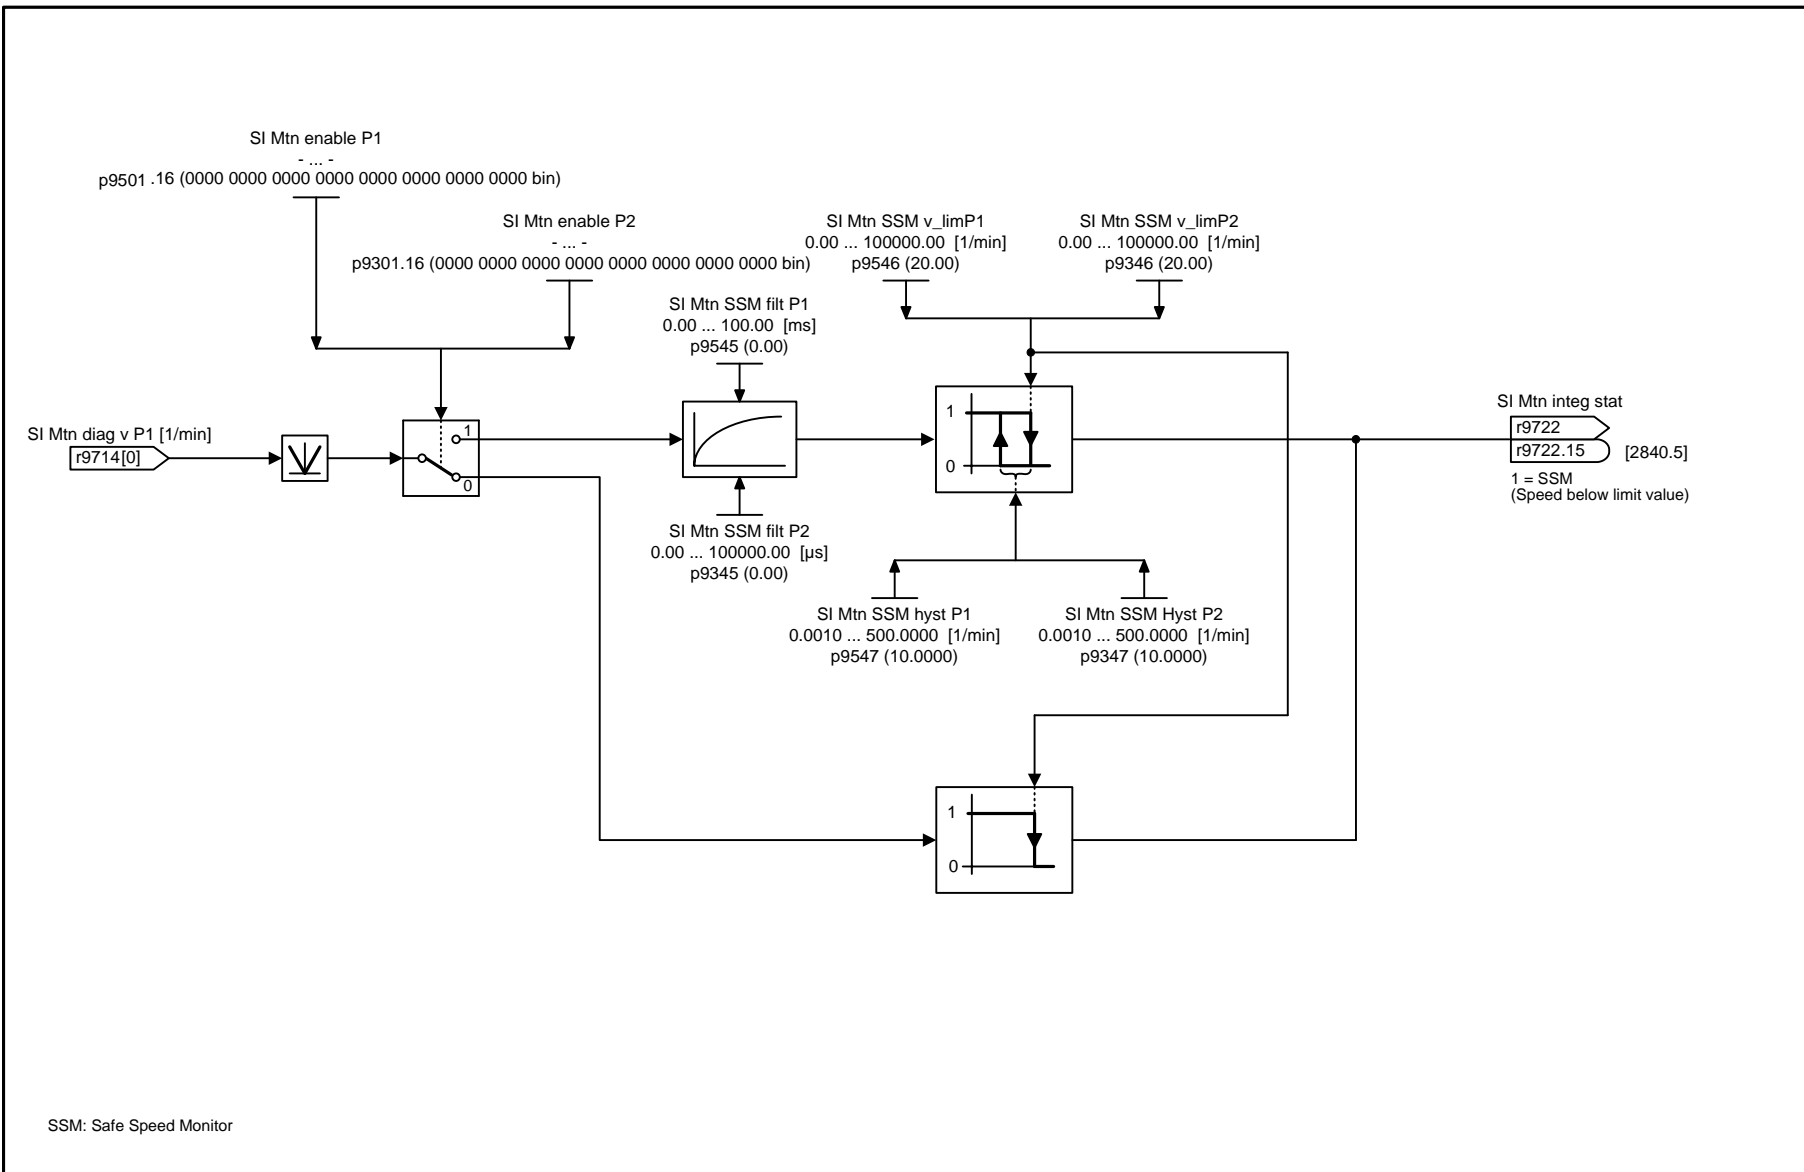 SI Mtn enable P1
- ... -
p9501 .16 (0000 0000 0000 0000 0000 0000 0000 0000 bin)
SI Mtn enable P2
- ... -
p9301.16 (0000 0000 0000 0000 0000 0000 0000 0000 bin)
SI Mtn SSM v_limP1
0.00 ... 100000.00 [1/min]
p9546 (20.00)
SI Mtn SSM v_limP2
0.00 ... 100000.00 [1/min]
p9346 (20.00)
SI Mtn SSM filt P1
0.00 ... 100.00 [ms]
p9545 (0.00)
SI Mtn diag v P1 [1/min]
r9714[0]
1
0
1
0
SI Mtn integ stat
r9722
r9722.15
[2840.5]
1 = SSM
(Speed below limit value)
SI Mtn SSM filt P2
0.00 ... 100000.00 [µs]
p9345 (0.00)
SI Mtn SSM hyst P1
0.0010 ... 500.0000 [1/min]
p9547 (10.0000)
SI Mtn SSM Hyst P2
0.0010 ... 500.0000 [1/min]
p9347 (10.0000)
1
0
SSM: Safe Speed Monitor